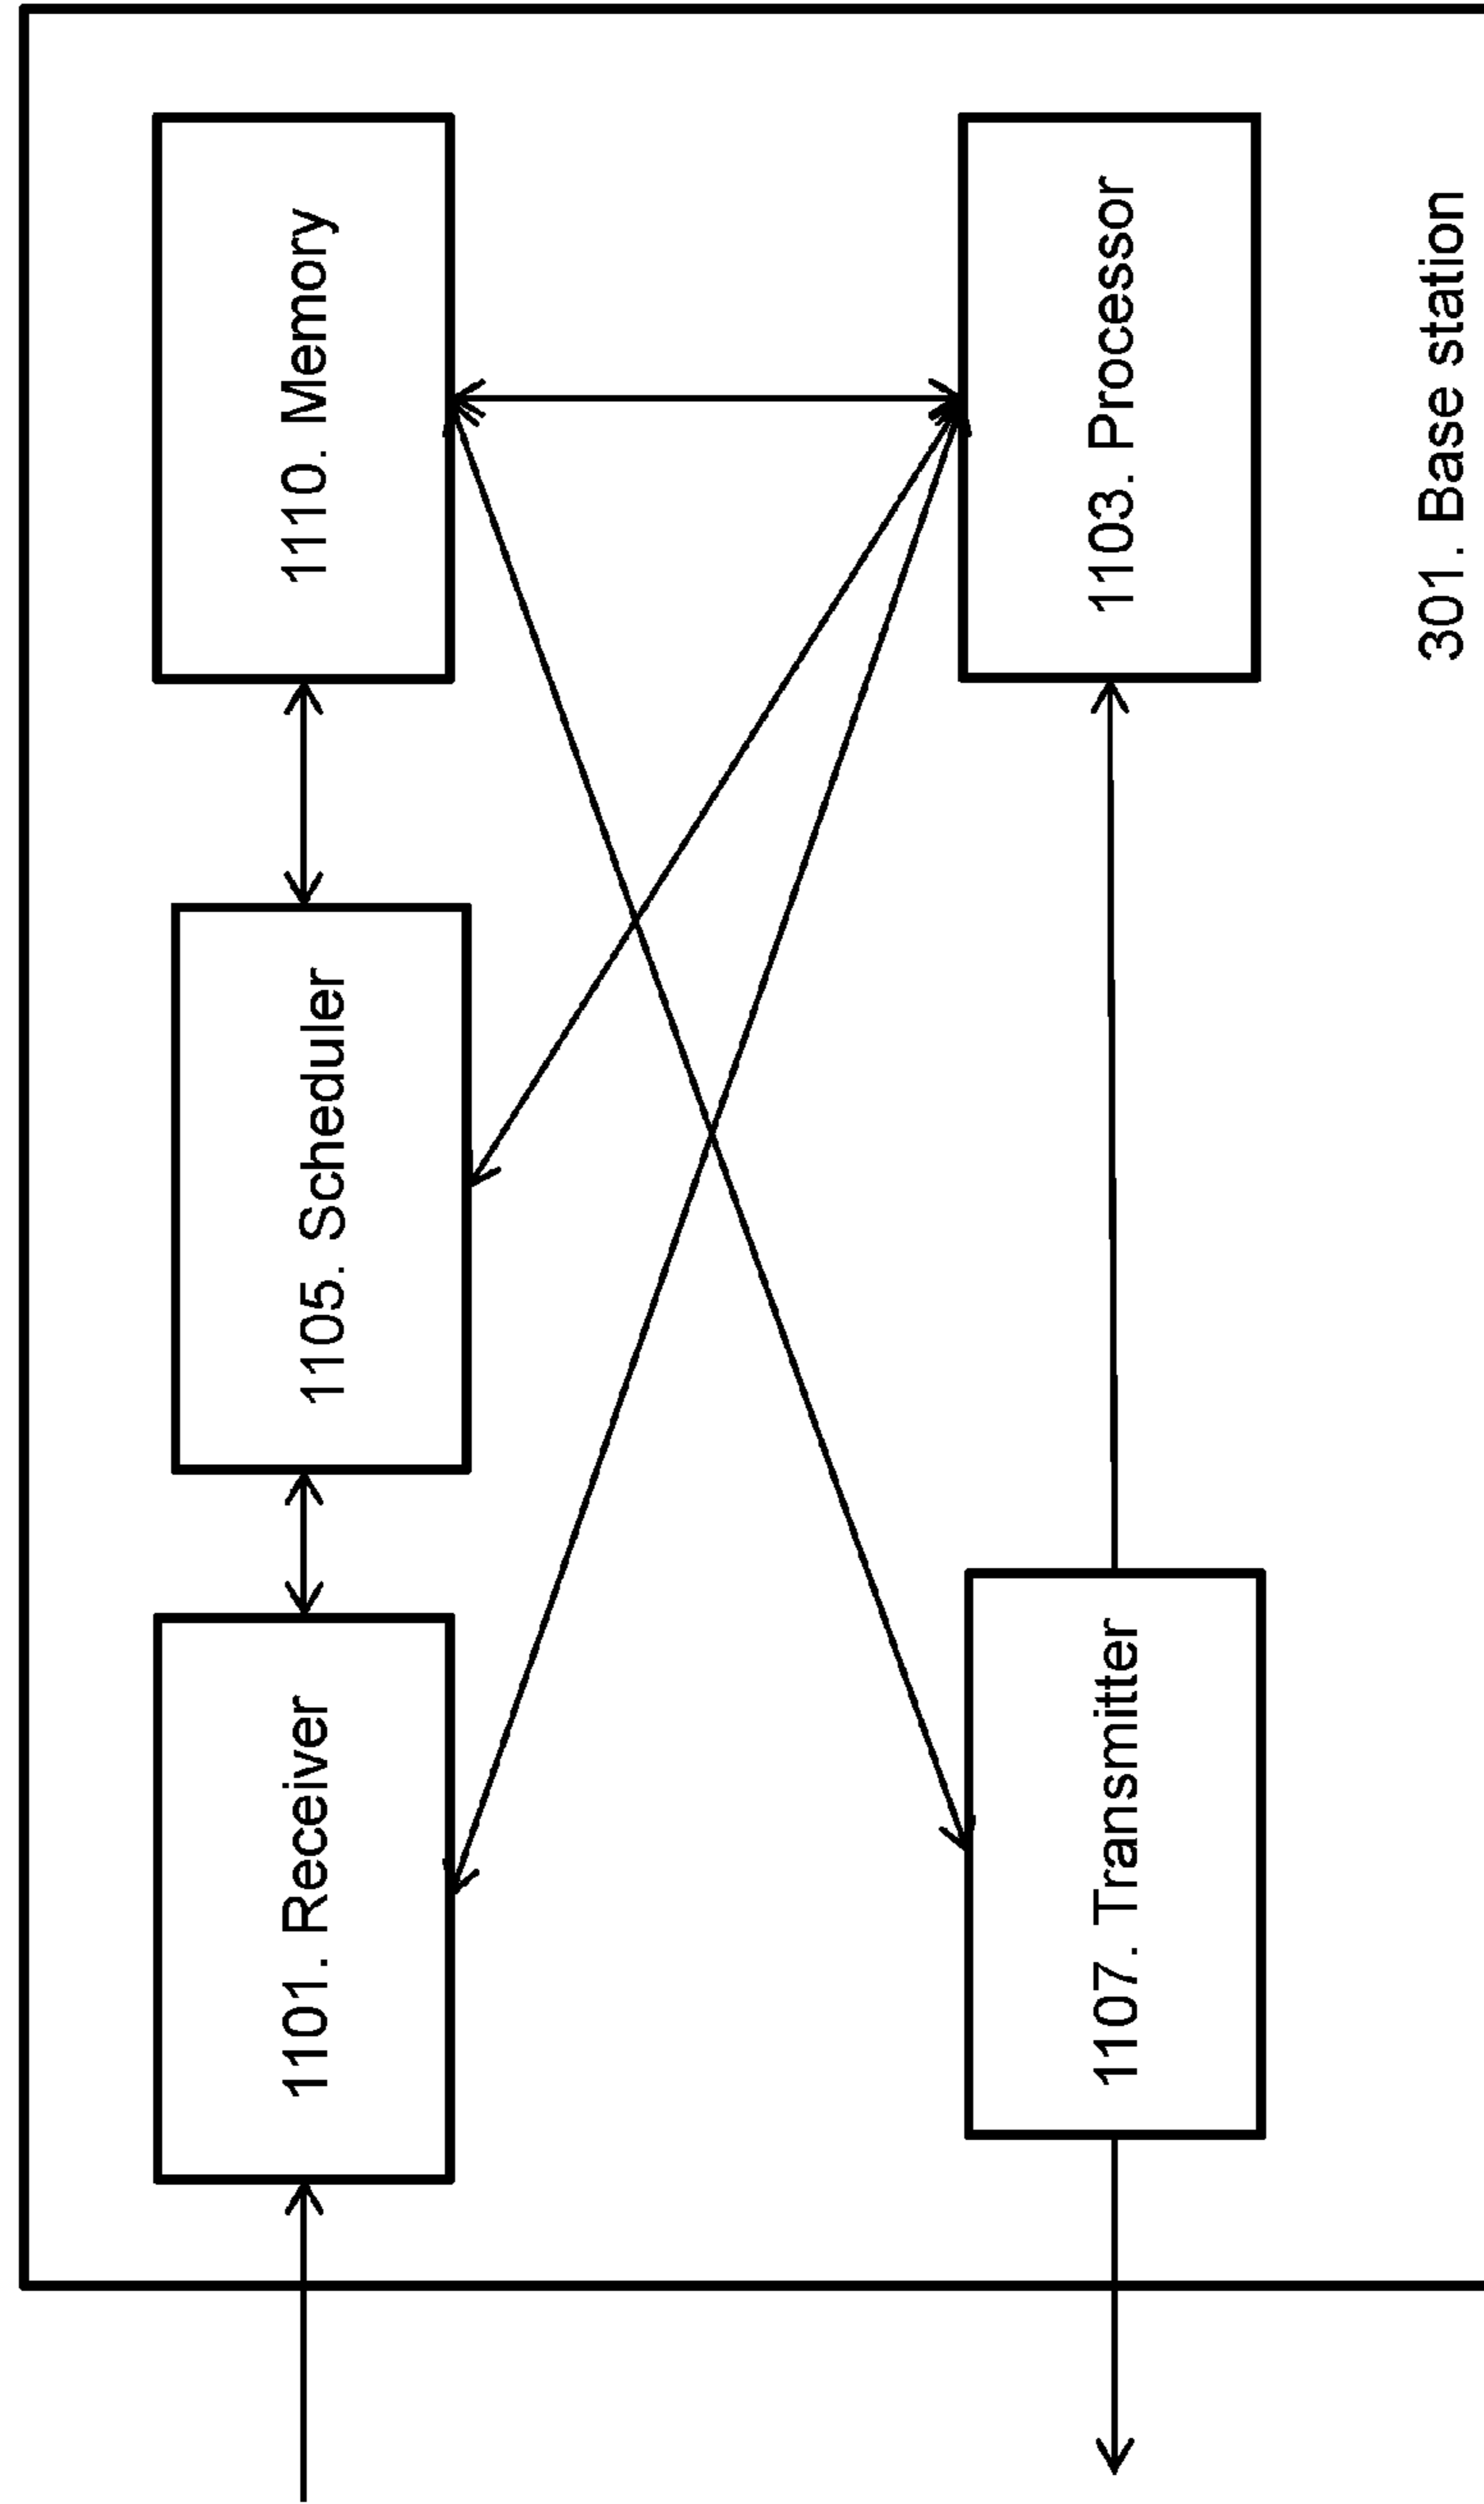 1101. Receiver
1105. Scheduler
1110. Memory
1107. Transmitter
1103. Processor
301. Base station